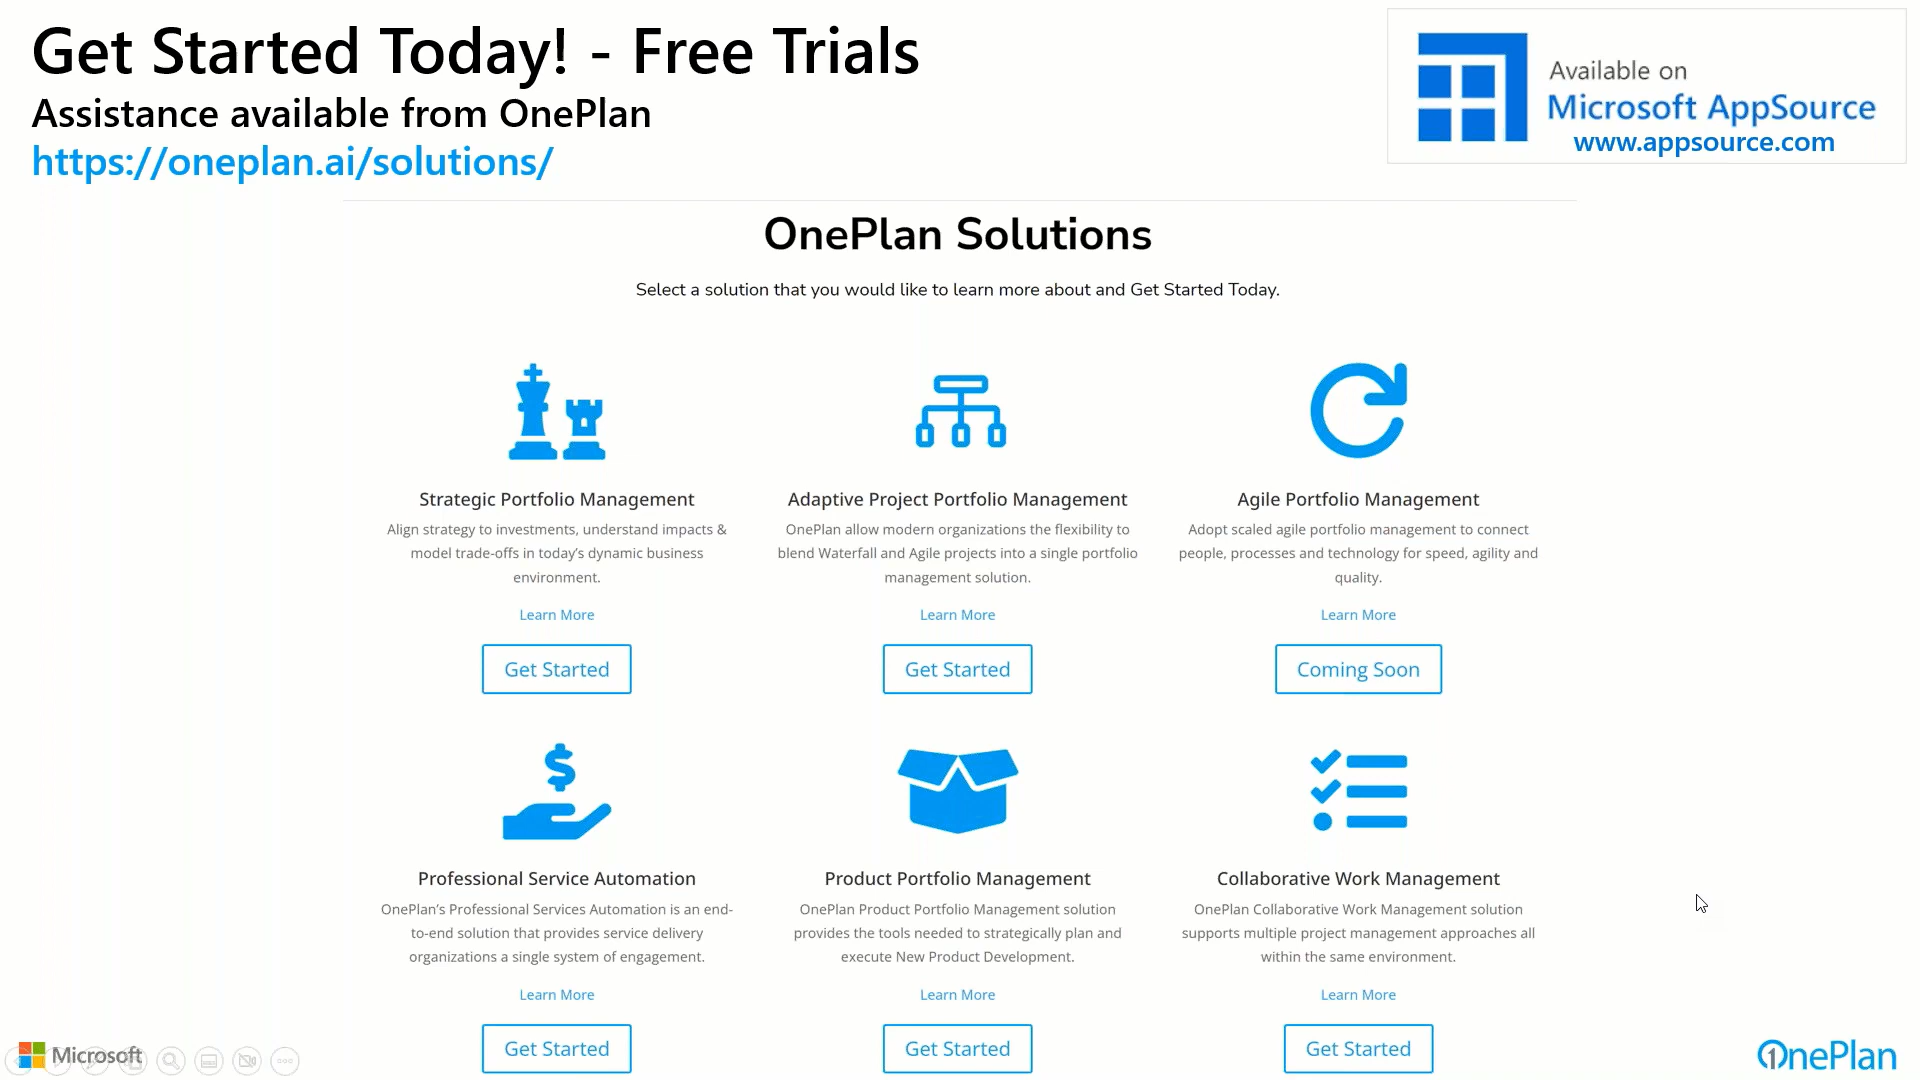 Get Started Today! - Free Trials
Assistance available from OnePlan
https://oneplan.ai/solutions/
Available on
Microsoft AppSource
www.appsource.com
OnePlan Solutions
Select a solution that you would like to learn more about and Get Started Today.
Strategic Portfolio Management
Align strategy to investments, understand impacts &
model trade-offs in today's dynamic business
environment.
Learn More
Get Started
Adaptive Project Portfolio Management
OnePlan allow modern organizations the flexibility to
blend Waterfall and Agile projects into a single portfolio
management solution.
Learn More
Get Started
Agile Portfolio Management
Adopt scaled agile portfolio management to connect
people, processes and technology for speed, agility and
quality.
Learn More
Coming Soon
Professional Service Automation
OnePlan's Professional Services Automation is an end-
to-end solution that provides service delivery
organizations a single system of engagement.
Learn More
Get Started
Product Portfolio Management
OnePlan Product Portfolio Management solution
provides the tools needed to strategically plan and
execute New Product Development.
Learn More
Get Started
Collaborative Work Management
OnePlan Collaborative Work Management solution
supports multiple project management approaches all
within the same environment.
Learn More
Get Started
Microsoft
OnePlan